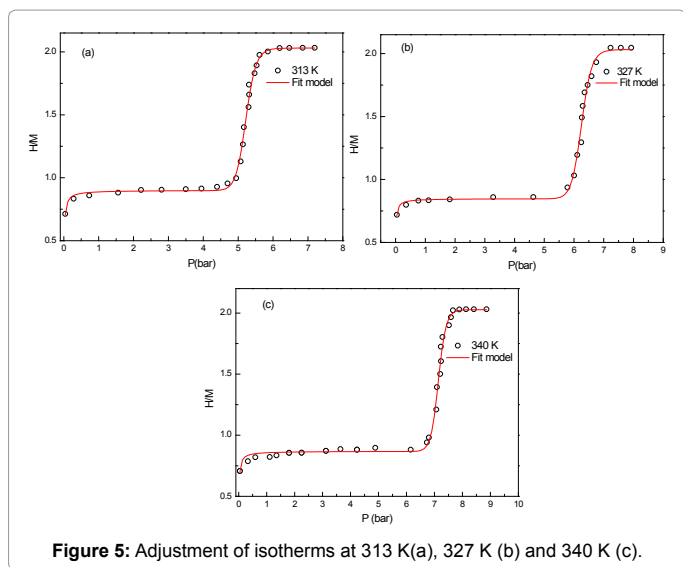 (a)
313 K
Fit model
H/M
2.0
1.5
1.0
0.5
0 1 2 3 4 5 6 7 8
P(bar)
(b)
327 K
Fit model
2.0
1.5
1.0
0.5
0 1 2 3 4 5 6 7 8 9
P(bar)
(c)
340 K
Fit model
H/M
2.0
1.5
1.0
0.5
0 1 2 3 4 5 6 7 8 9 10
P (bar)
Figure 5: Adjustment of isotherms at 313 K(a), 327 K (b) and 340 K (c).